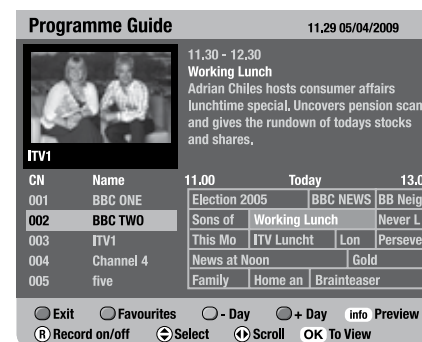 Programme Guide 11.29 05/04/2009
11.30 - 12.30
Working Lunch
Adrian Chiles hosts consumer affairs
lunchtime special. Uncovers pension scan
and gives the rundown of todays stocks
and shares.
ITV1
CN Name 11.00 Today 13.0
001 BBC ONE Election 2005 BBC NEWS BB Neig
002 BBC TWO Sons of Working Lunch Never L
003 ITV1 This Mo ITV Luncht Lon Perseve
004 Channel 4 News at Noon Gold
005 five Family Home an Brainteaser
Exit Favourites - Day + Day info Preview
R Record on/off Select Scroll OK To View